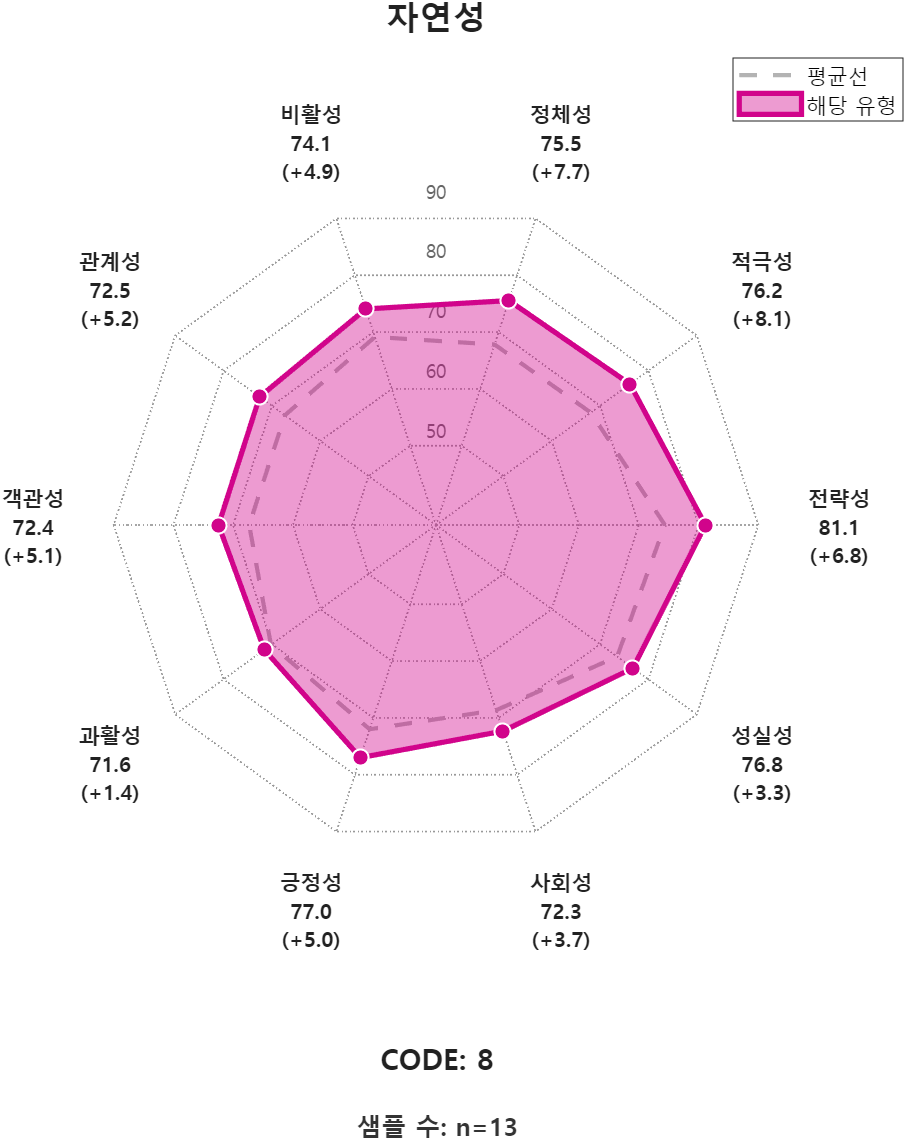 자연성
평균선
해당 유형
비활성
74.1
(+4.9)
정체성
75.5
(+7.7)
90
80
70
60
50
관계성
72.5
(+5.2)
적극성
76.2
(+8.1)
객관성
72.4
(+5.1)
전략성
81.1
(+6.8)
과활성
71.6
(+1.4)
성실성
76.8
(+3.3)
긍정성
77.0
(+5.0)
사회성
72.3
(+3.7)
CODE: 8
샘플 수: n=13